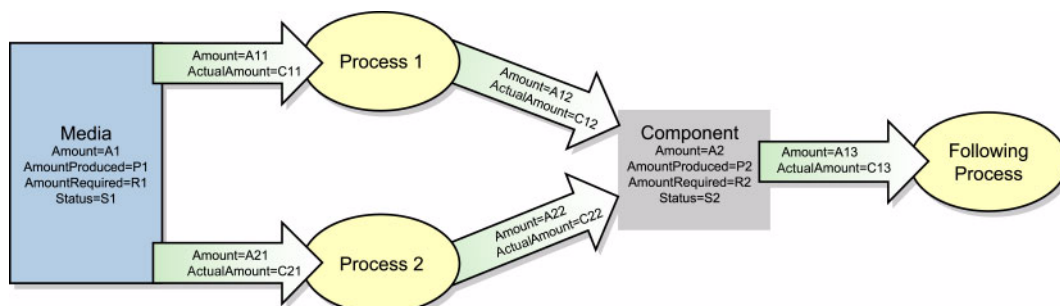 Media
Amount=A1
AmountProduced=P1
AmountRequired=R1
Status=S1
Amount=A11
ActualAmount=C11
Process 1
Amount=A12
ActualAmount=C12
Amount=A21
ActualAmount=C21
Process 2
Amount=A22
ActualAmount=C22
Component
Amount=A2
AmountProduced=P2
AmountRequired=R2
Status=S2
Amount=A13
ActualAmount=C13
Following
Process